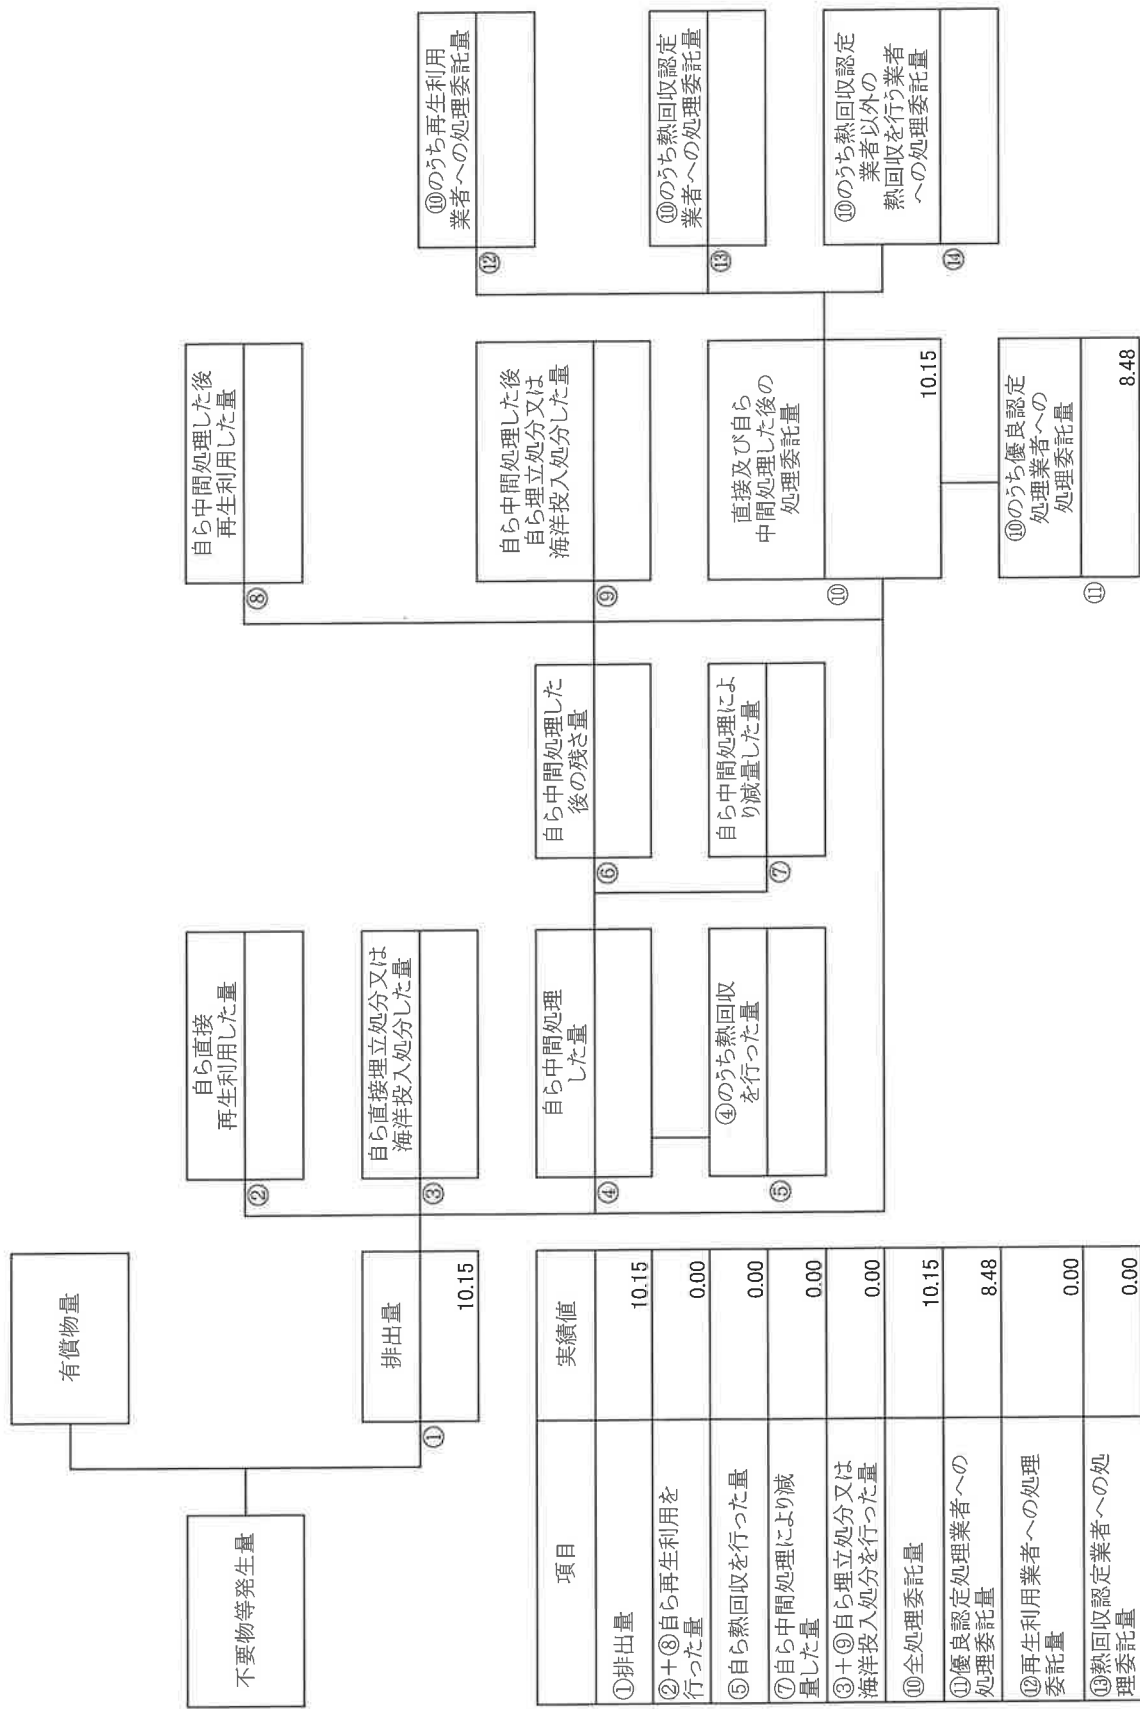 不要物等発生量
有償物量
①
排出量
10.15
②
自ら直接
再生利用した量
③
自ら直接埋立処分又は
海洋投入処分した量
④
自ら中間処理
した量
⑤
④のうち熱回収
を行った量
⑥
自ら中間処理した
後の残さ量
⑦
自ら中間処理によ
り減量した量
⑧
自ら中間処理した後
再生利用した量
⑨
自ら中間処理した後
自ら埋立処分又は
海洋投入処分した量
⑩
直接及び自ら
中間処理した後の
処理委託量
10.15
⑪
⑩のうち優良認定
処理業者への
処理委託量
8.48
⑫
⑩のうち再生利用
業者への処理委託量
⑬
⑩のうち熱回収認定
業者への処理委託量
⑭
⑩のうち熱回収認定
業者以外の
熱回収を行う業者
への処理委託量
項目 実績値
①排出量 10.15
②+⑧自ら再生利用を
行った量 0.00
⑤自ら熱回収を行った量 0.00
⑦自ら中間処理により減
量した量 0.00
③+⑨自ら埋立処分又は
海洋投入処分を行った量 0.00
⑩全処理委託量 10.15
⑪優良認定処理業者への
処理委託量 8.48
⑫再生利用業者への処理
委託量 0.00
⑬熱回収認定業者への処
理委託量 0.00